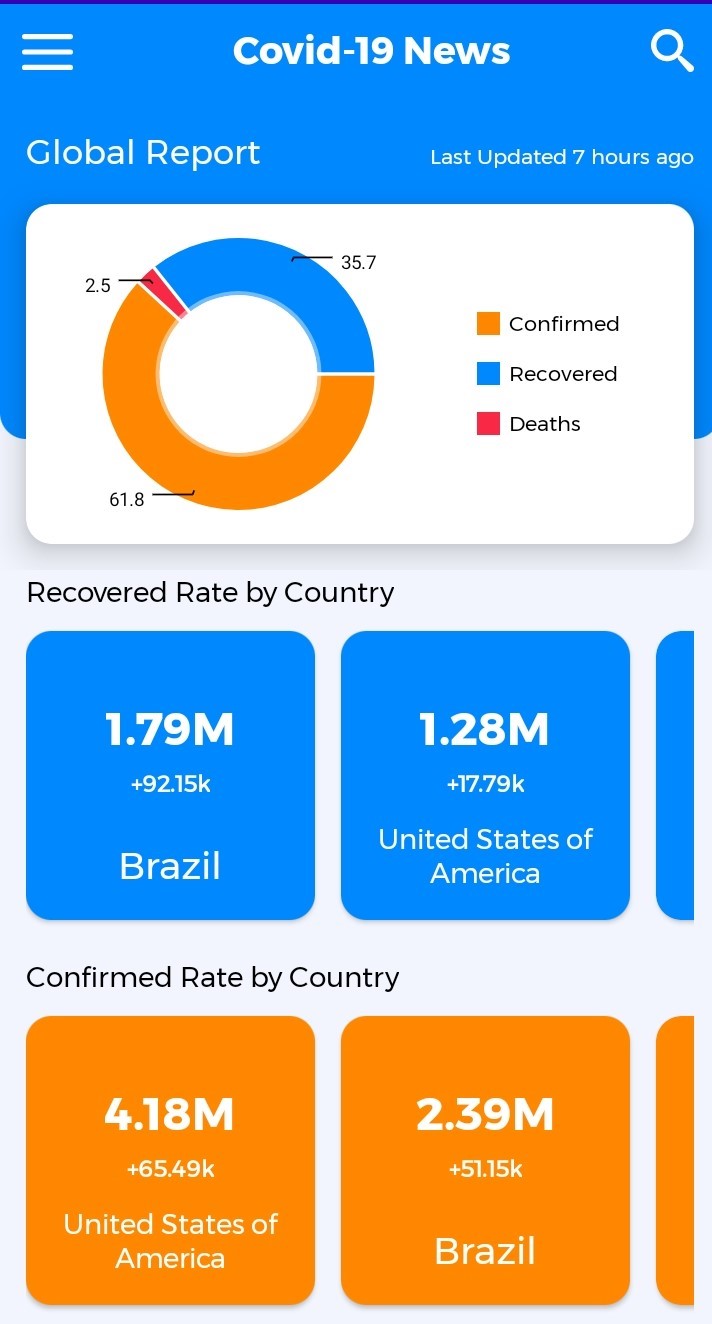 Covid-19 News
Global Report
Last Updated 7 hours ago
35.7
2.5
61.8
Confirmed
Recovered
Deaths
Recovered Rate by Country
1.79M
+92.15k
Brazil
1.28M
+17.79k
United States of
America
Confirmed Rate by Country
4.18M
+65.49k
United States of
America
2.39M
+51.15k
Brazil